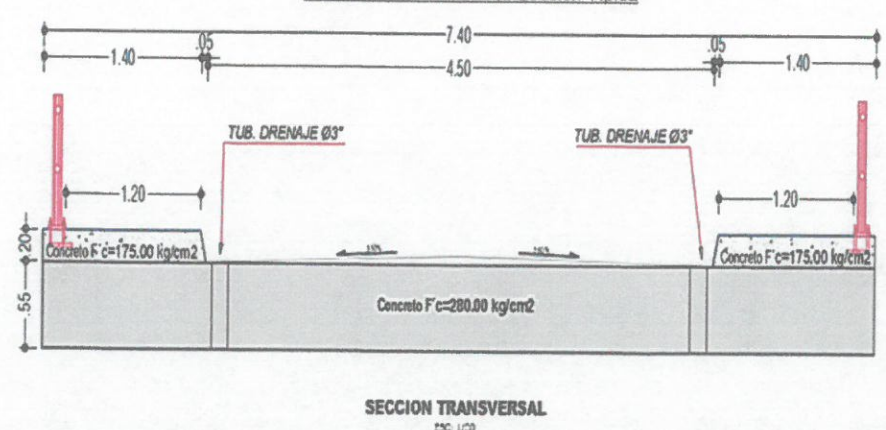 7.40
.05
.05
1.40
4.50
1.40
TUB. DRENAJE Ø3"
TUB. DRENAJE Ø3"
1.20
1.20
.20
Concreto F'c=175.00 kg/cm2
Concreto F'c=175.00 kg/cm2
.55
Concreto F'c=280.00 kg/cm2
SECCION TRANSVERSAL